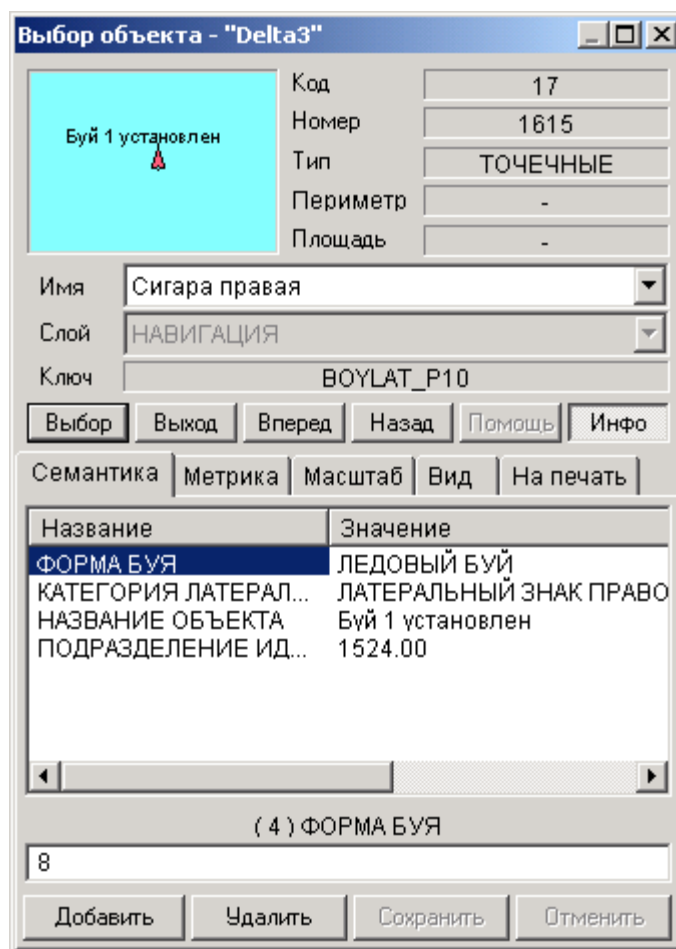 Выбор объекта - "Delta3"
Буй 1 установлен
Код 17
Номер 1615
Тип ТОЧЕЧНЫЕ
Периметр -
Площадь -
Имя Сигара правая
Слой НАВИГАЦИЯ
Ключ BOYLAT_P10
Выбор Выход Вперед Назад Помощь Инфо
Семантика Метрика Масштаб Вид На печать
Название Значение
ФОРМА БУЯ ЛЕДОВЫЙ БУЙ
КАТЕГОРИЯ ЛАТЕРАЛ... ЛАТЕРАЛЬНЫЙ ЗНАК ПРАВО
НАЗВАНИЕ ОБЪЕКТА Буй 1 установлен
ПОДРАЗДЕЛЕНИЕ ИД... 1524.00
( 4 ) ФОРМА БУЯ
8
Добавить Удалить Сохранить Отменить